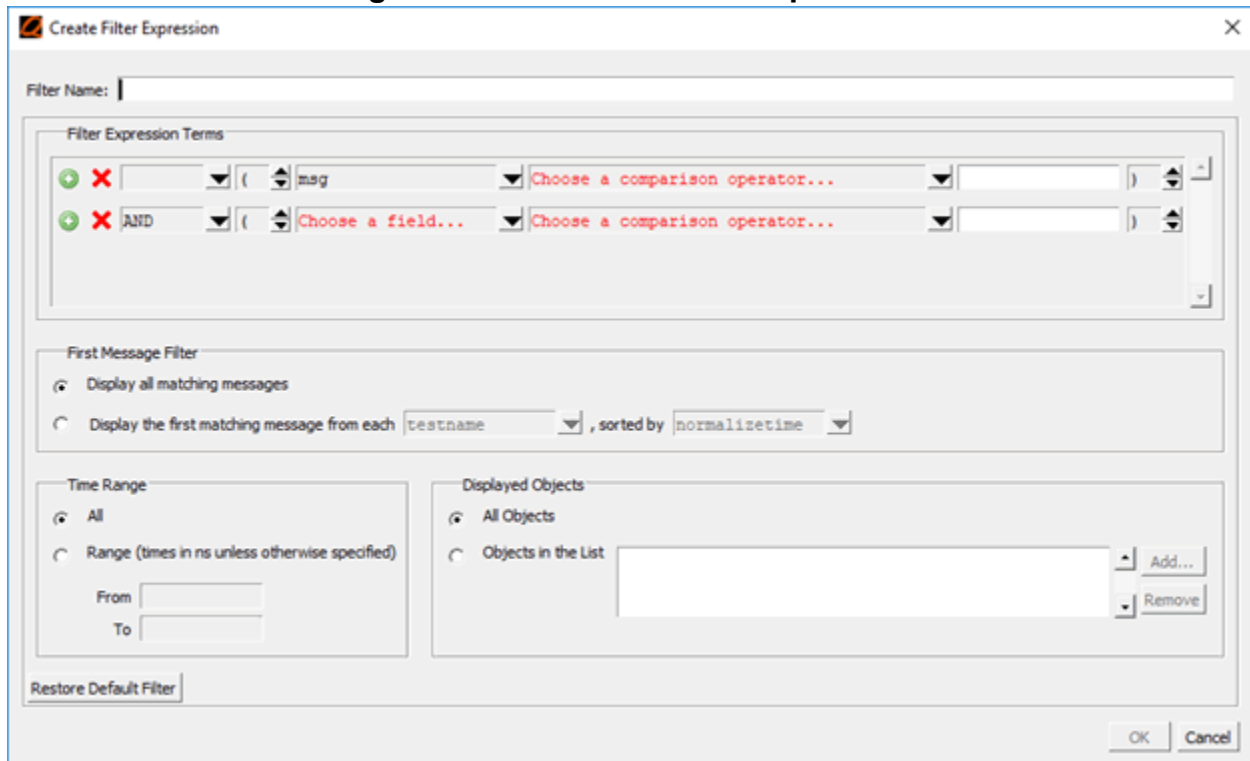 Create Filter Expression
Filter Name:
Filter Expression Terms
( msg Choose a comparison operator... )
AND ( Choose a field... Choose a comparison operator... )
First Message Filter
Display all matching messages
Display the first matching message from each testname , sorted by normalizetime
Time Range Displayed Objects
All All Objects
Range (times in ns unless otherwise specified) Objects in the List Add...
From Remove
To
Restore Default Filter
OK Cancel